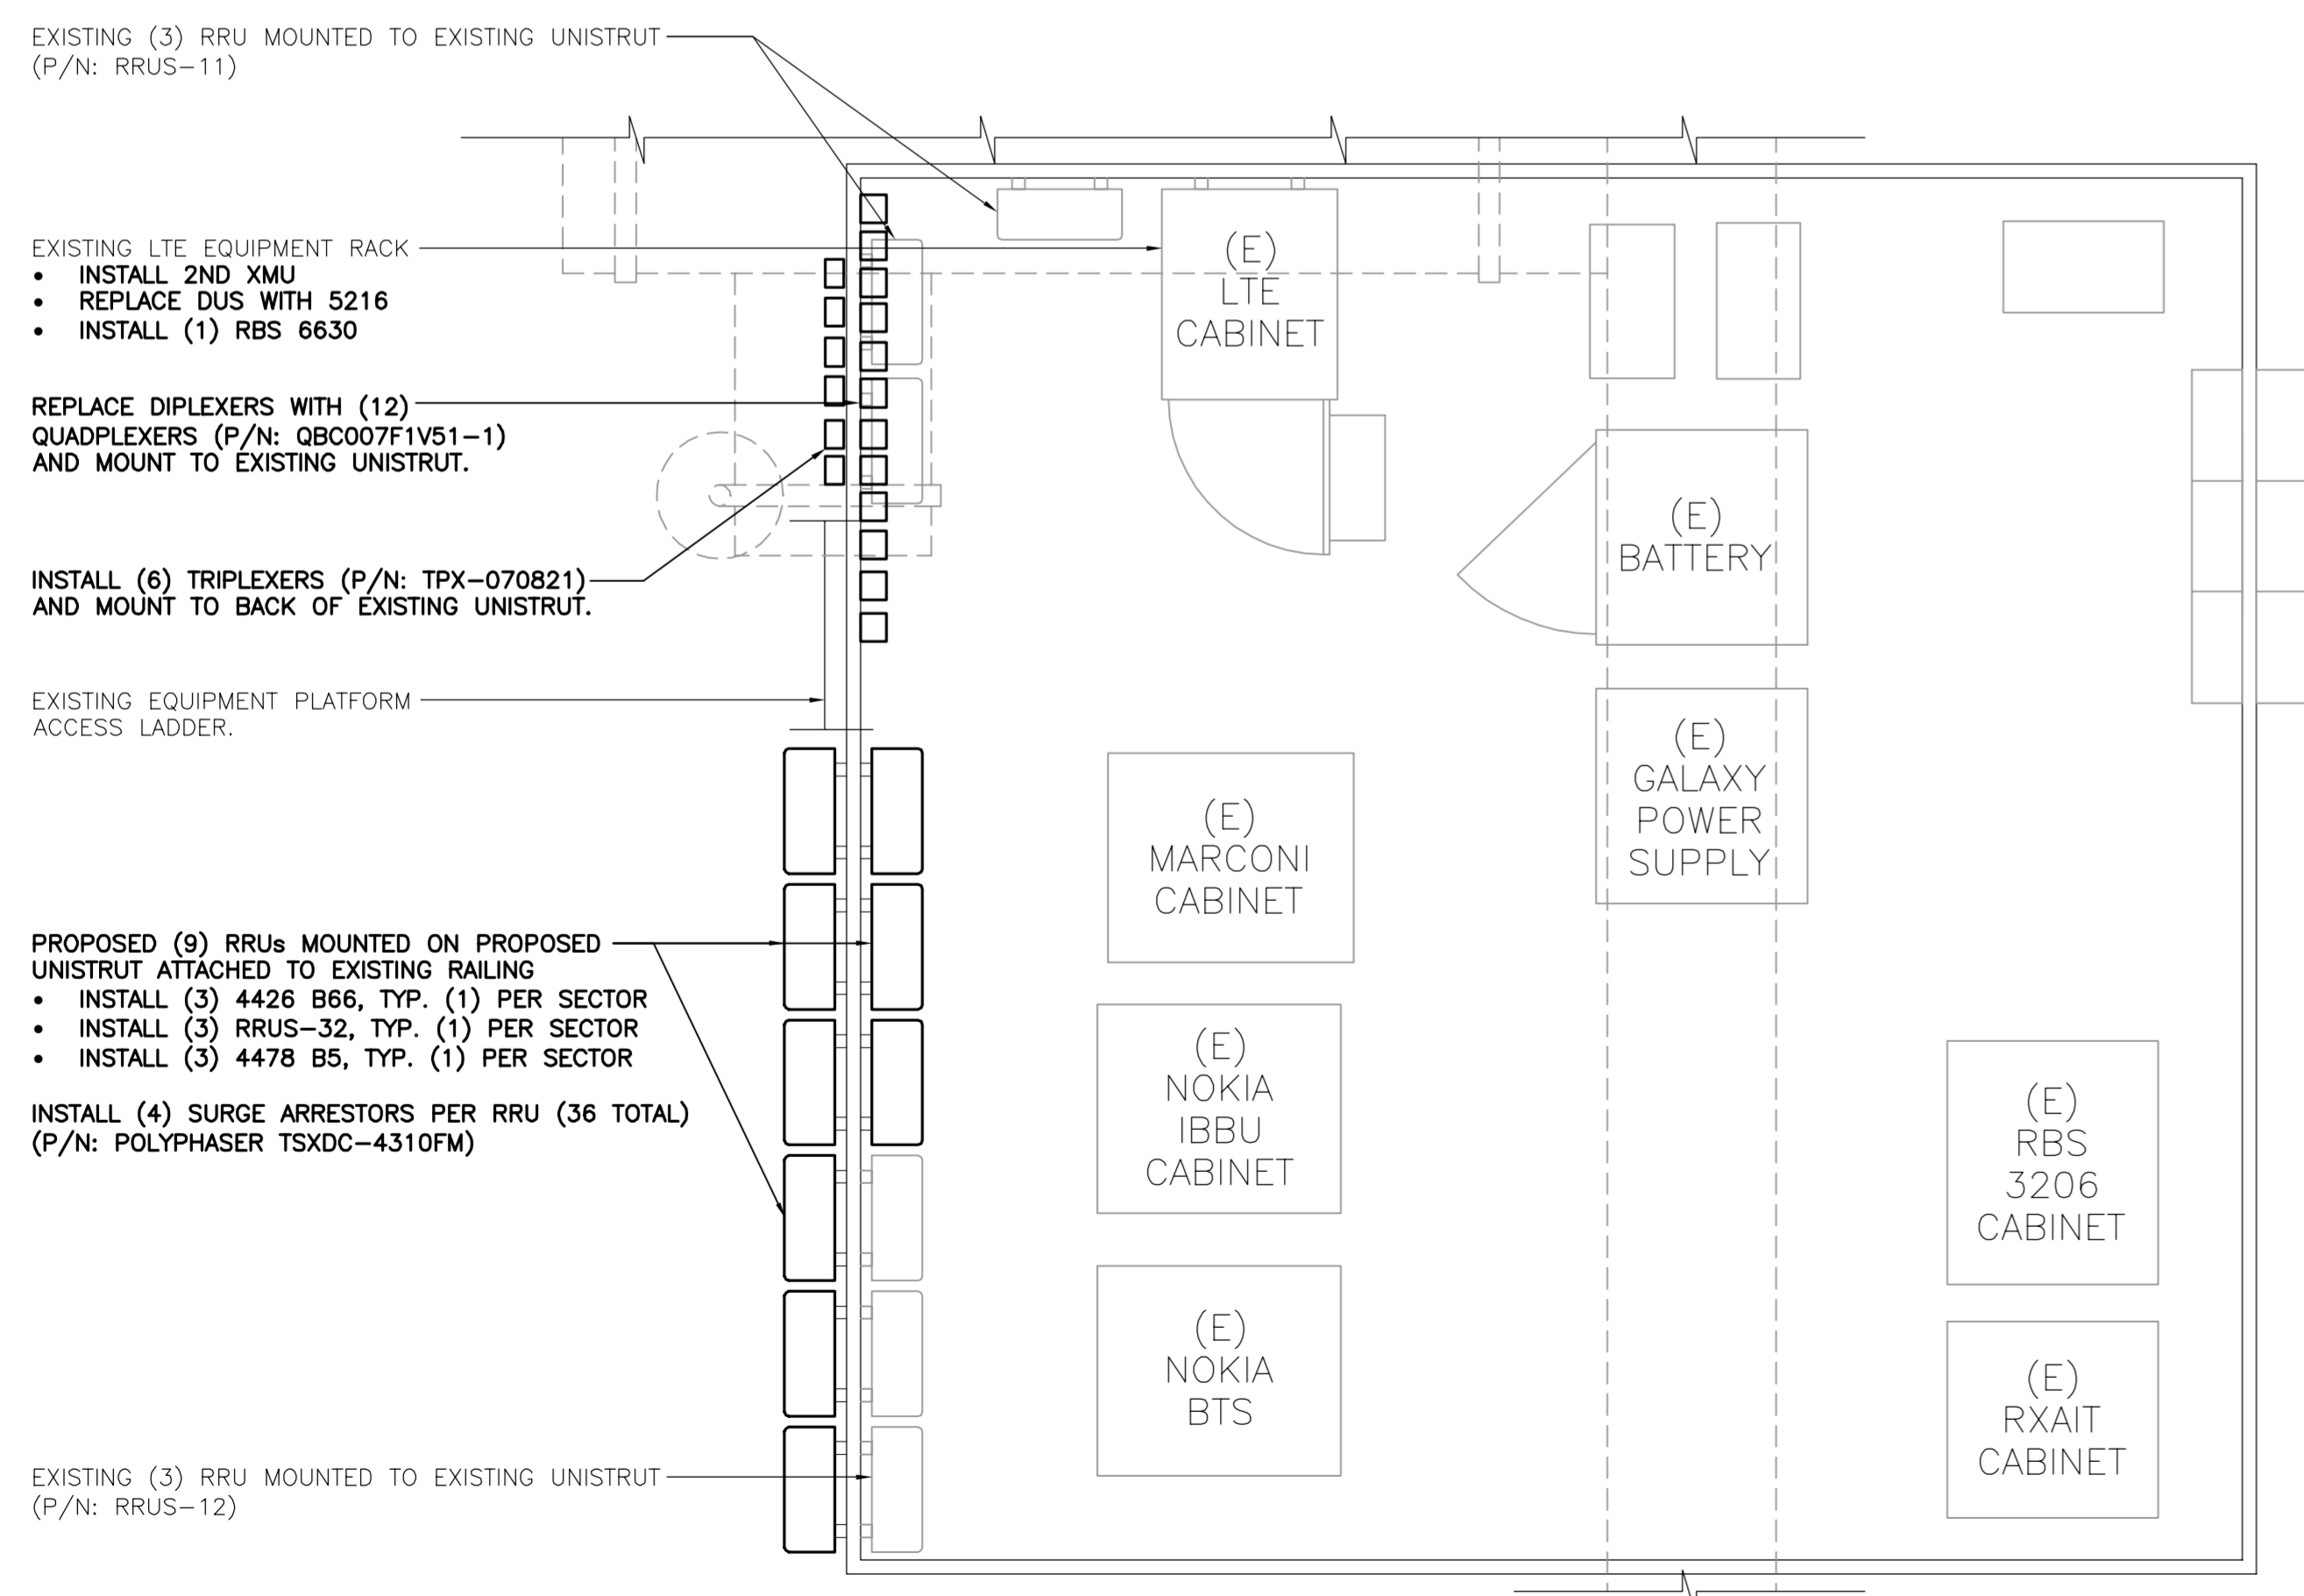 EXISTING (3) RRU MOUNTED TO EXISTING UNISTRUT
(P/N: RRUS-11)
EXISTING LTE EQUIPMENT RACK
• INSTALL 2ND XMU
• REPLACE DUS WITH 5216
• INSTALL (1) RBS 6630
REPLACE DIPLEXERS WITH (12)
QUADPLEXERS (P/N: QBC007F1V51-1)
AND MOUNT TO EXISTING UNISTRUT.
INSTALL (6) TRIPLEXERS (P/N: TPX-070821)
AND MOUNT TO BACK OF EXISTING UNISTRUT.
EXISTING EQUIPMENT PLATFORM
ACCESS LADDER.
PROPOSED (9) RRUs MOUNTED ON PROPOSED
UNISTRUT ATTACHED TO EXISTING RAILING
• INSTALL (3) 4426 B66, TYP. (1) PER SECTOR
• INSTALL (3) RRUS-32, TYP. (1) PER SECTOR
• INSTALL (3) 4478 B5, TYP. (1) PER SECTOR
INSTALL (4) SURGE ARRESTORS PER RRU (36 TOTAL)
(P/N: POLYPHASER TSXDC-4310FM)
EXISTING (3) RRU MOUNTED TO EXISTING UNISTRUT
(P/N: RRUS-12)
(E)
LTE
CABINET
(E)
BATTERY
(E)
GALAXY
POWER
SUPPLY
(E)
MARCONI
CABINET
(E)
NOKIA
IBBU
CABINET
(E)
NOKIA
BTS
(E)
RBS
3206
CABINET
(E)
RXAIT
CABINET